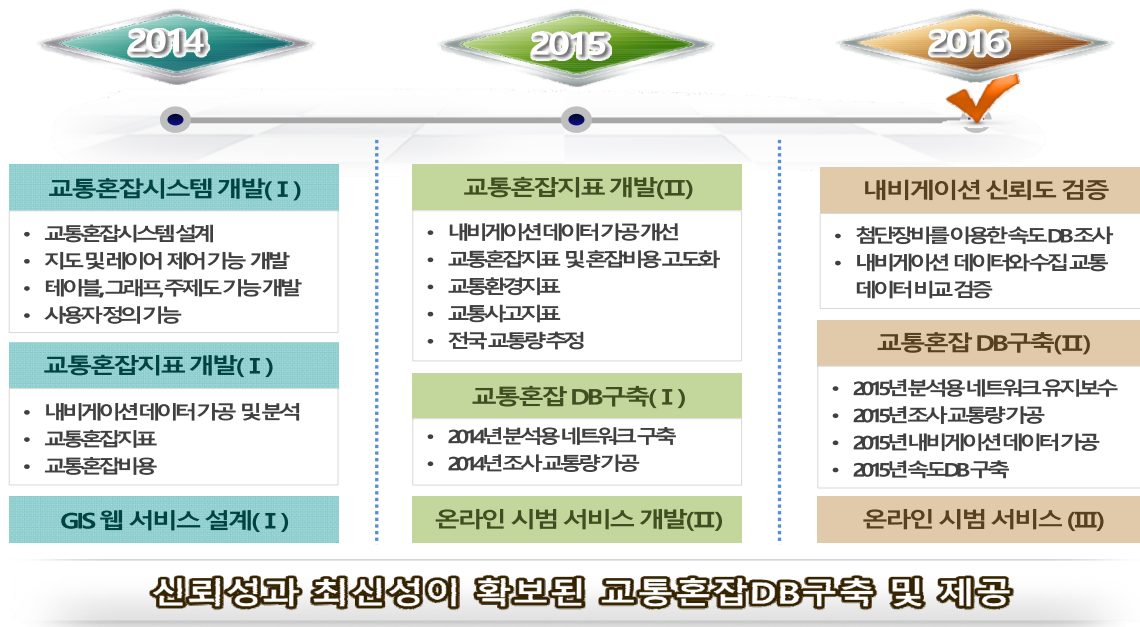 2014
2015
2016
교통혼잡시스템 개발(Ⅰ)
• 교통혼잡시스템 설계
• 지도 및 레이어 제어 기능 개발
• 테이블, 그래프, 주제도 기능 개발
• 사용자 정의 기능
교통혼잡지표 개발(Ⅰ)
• 내비게이션 데이터 가공 및 분석
• 교통혼잡지표
• 교통혼잡비용
GIS 웹 서비스 설계(Ⅰ)
교통혼잡지표 개발(Ⅱ)
• 내비게이션 데이터 가공 개선
• 교통혼잡지표 및 혼잡비용 고도화
• 교통환경지표
• 교통사고지표
• 전국 교통량 추정
교통혼잡 DB구축(Ⅰ)
• 2014년 분석용 네트워크 구축
• 2014년 조사 교통량 가공
온라인 시범 서비스 개발(Ⅱ)
내비게이션 신뢰도 검증
• 첨단장비를 이용한 속도 DB 조사
• 내비게이션 데이터와 수집 교통
데이터 비교 검증
교통혼잡 DB구축(Ⅱ)
• 2015년 분석용 네트워크 유지보수
• 2015년 조사 교통량 가공
• 2015년 내비게이션 데이터 가공
• 2015년 속도DB 구축
온라인 시범 서비스 (Ⅲ)
신뢰성과 최신성이 확보된 교통혼잡DB구축 및 제공